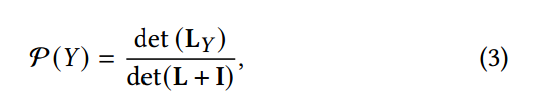 𝒫(Y) = det (𝐋_Y) / det(𝐋 + 𝐈), (3)